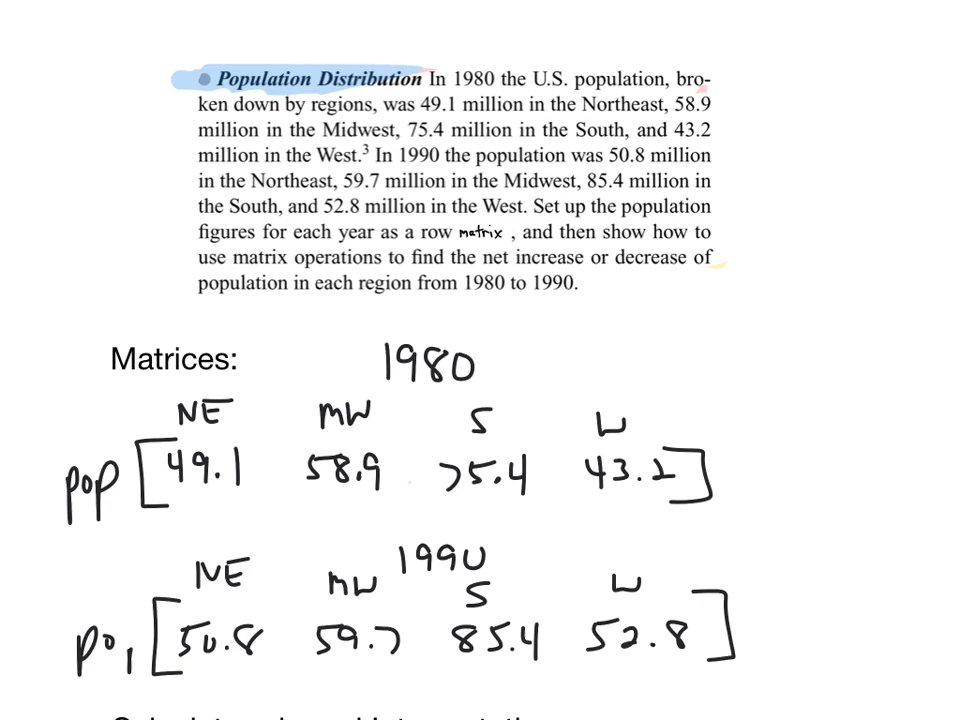 Population Distribution In 1980 the U.S. population, bro-
ken down by regions, was 49.1 million in the Northeast, 58.9
million in the Midwest, 75.4 million in the South, and 43.2
million in the West.³ In 1990 the population was 50.8 million
in the Northeast, 59.7 million in the Midwest, 85.4 million in
the South, and 52.8 million in the West. Set up the population
figures for each year as a row matrix , and then show how to
use matrix operations to find the net increase or decrease of
population in each region from 1980 to 1990.
Matrices: 1980
NE MW S W
pop [49.1 58.9 75.4 43.2]
1990
NE MW S W
[50.8 59.7 85.4 52.8]